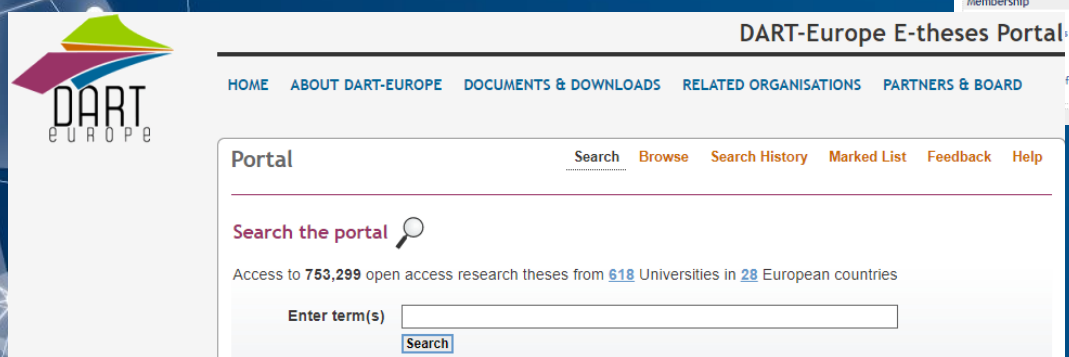 Membership
DART-Europe E-theses Portal
DART
europe
HOME ABOUT DART-EUROPE DOCUMENTS & DOWNLOADS RELATED ORGANISATIONS PARTNERS & BOARD
Portal
Search Browse Search History Marked List Feedback Help
Search the portal
Access to 753,299 open access research theses from 618 Universities in 28 European countries
Enter term(s)
Search